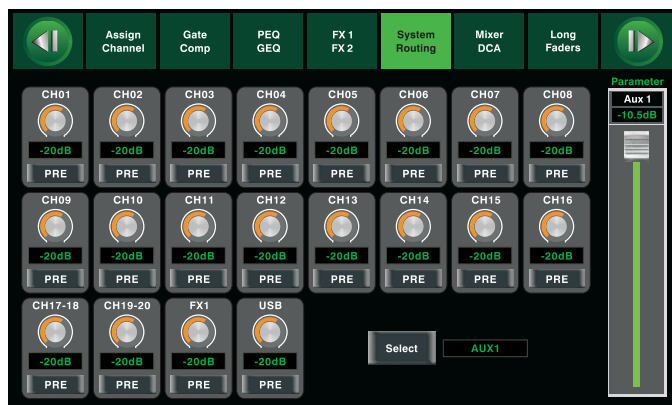 Assign Channel
Gate Comp
PEQ GEQ
FX 1 FX 2
System Routing
Mixer DCA
Long Faders
Parameter
Aux 1
-10.5dB
CH01 CH02 CH03 CH04 CH05 CH06 CH07 CH08
-20dB -20dB -20dB -20dB -20dB -20dB -20dB -20dB
PRE PRE PRE PRE PRE PRE PRE PRE
CH09 CH10 CH11 CH12 CH13 CH14 CH15 CH16
-20dB -20dB -20dB -20dB -20dB -20dB -20dB -20dB
PRE PRE PRE PRE PRE PRE PRE PRE
CH17-18 CH19-20 FX1 USB
-20dB -20dB -20dB -20dB
PRE PRE PRE PRE
Select AUX1